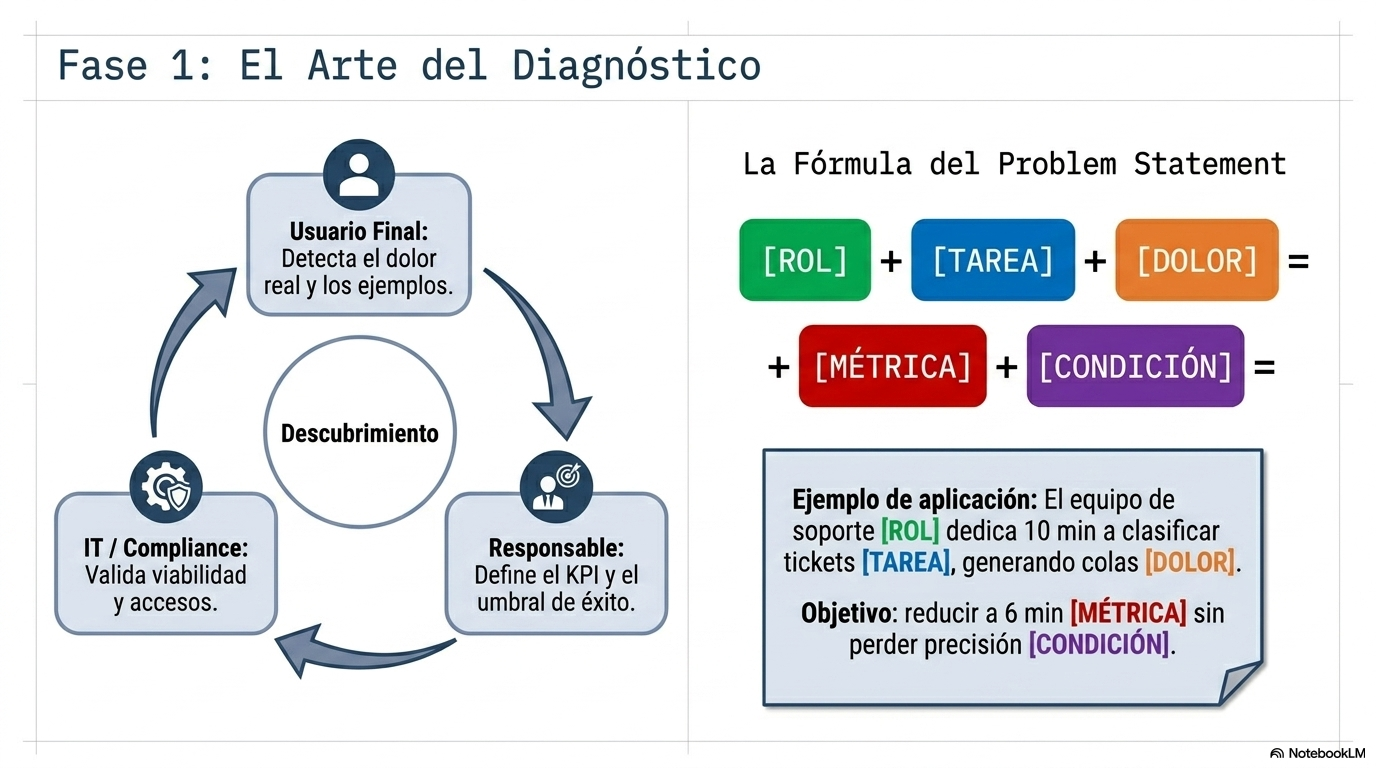 Fase 1: El Arte del Diagnóstico
Usuario Final:
Detecta el dolor
real y los ejemplos.
Descubrimiento
IT / Compliance:
Valida viabilidad
y accesos.
Responsable:
Define el KPI y el
umbral de éxito.
La Fórmula del Problem Statement
[ROL] + [TAREA] + [DOLOR] =
+ [MÉTRICA] + [CONDICIÓN] =
Ejemplo de aplicación: El equipo de
soporte [ROL] dedica 10 min a clasificar
tickets [TAREA], generando colas [DOLOR].
Objetivo: reducir a 6 min [MÉTRICA] sin
perder precisión [CONDICIÓN].
NotebookLM